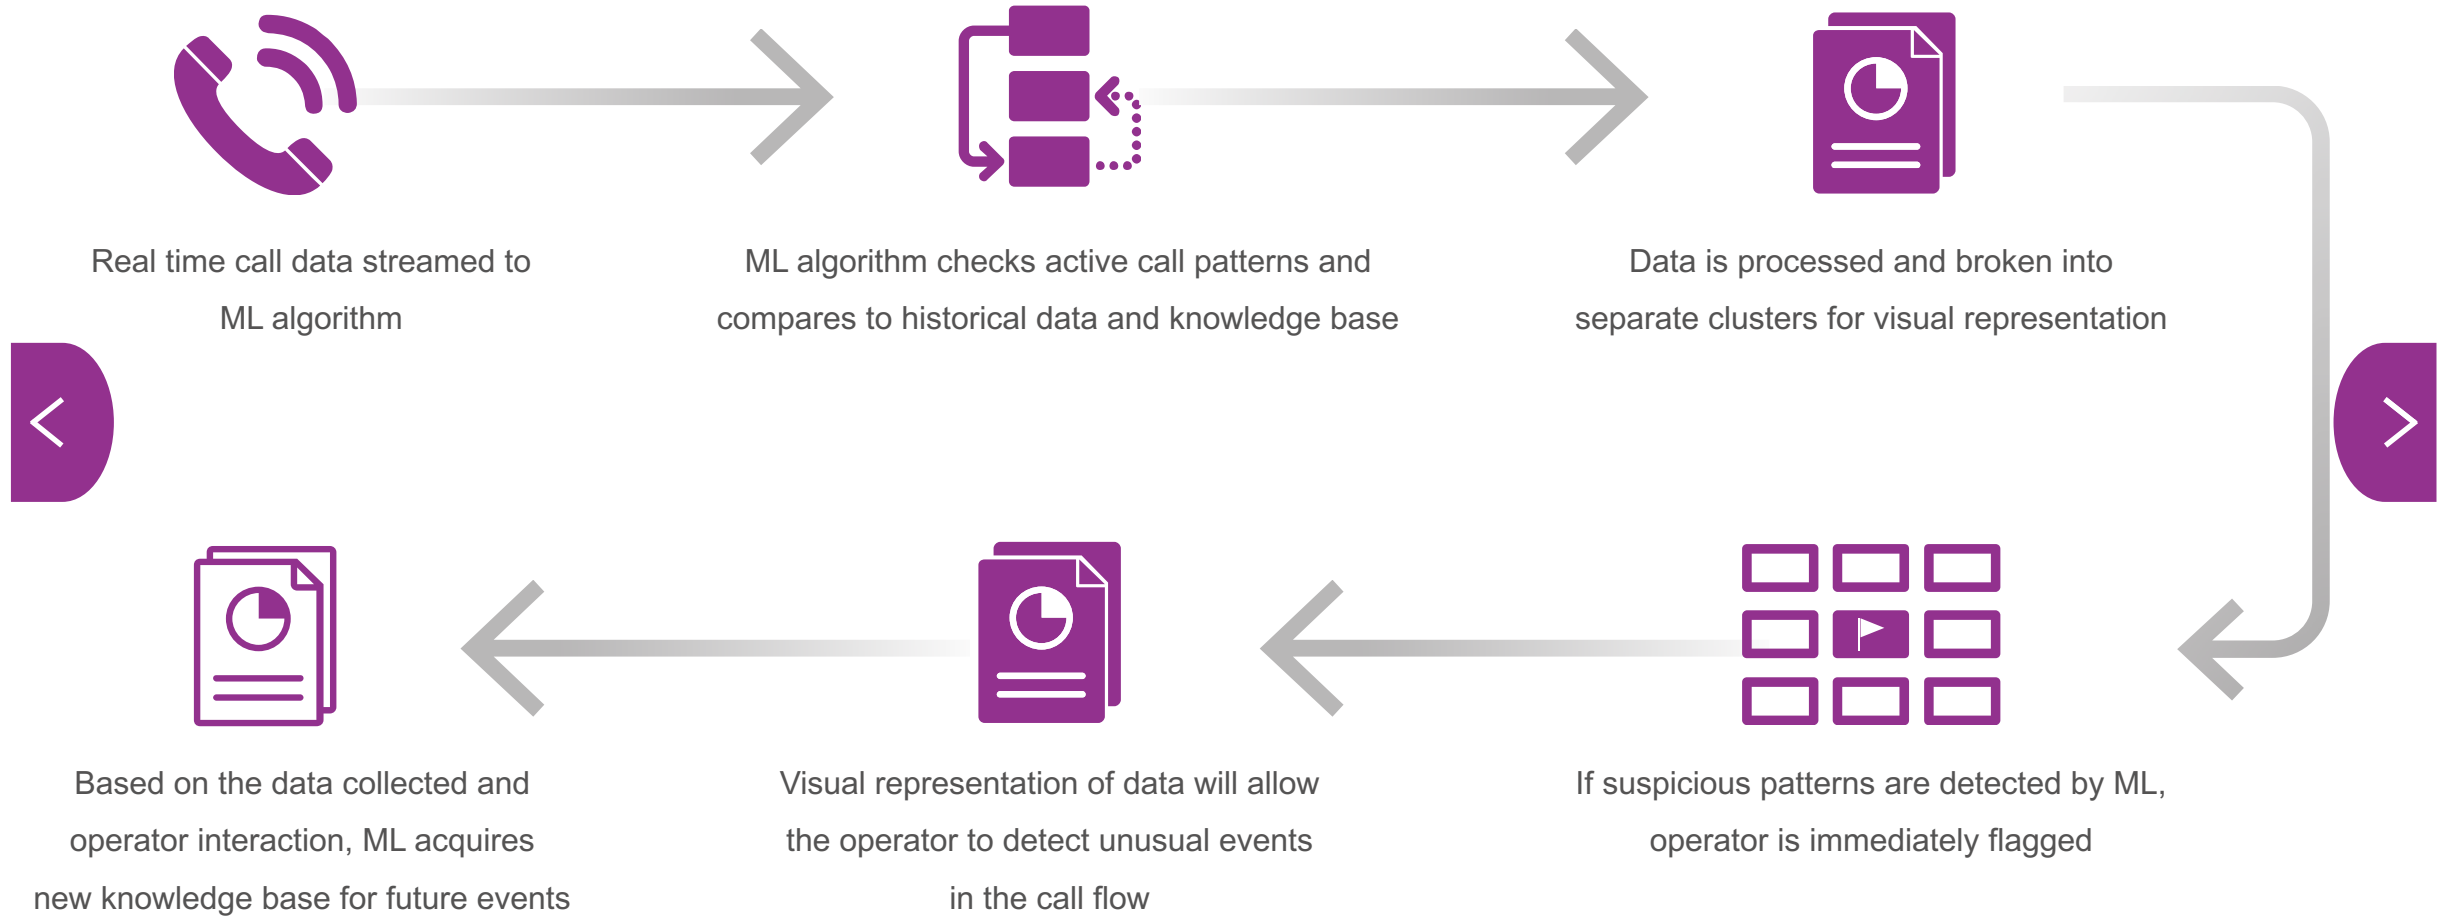 Real time call data streamed to
ML algorithm
ML algorithm checks active call patterns and
compares to historical data and knowledge base
Data is processed and broken into
separate clusters for visual representation
If suspicious patterns are detected by ML,
operator is immediately flagged
Visual representation of data will allow
the operator to detect unusual events
in the call flow
Based on the data collected and
operator interaction, ML acquires
new knowledge base for future events